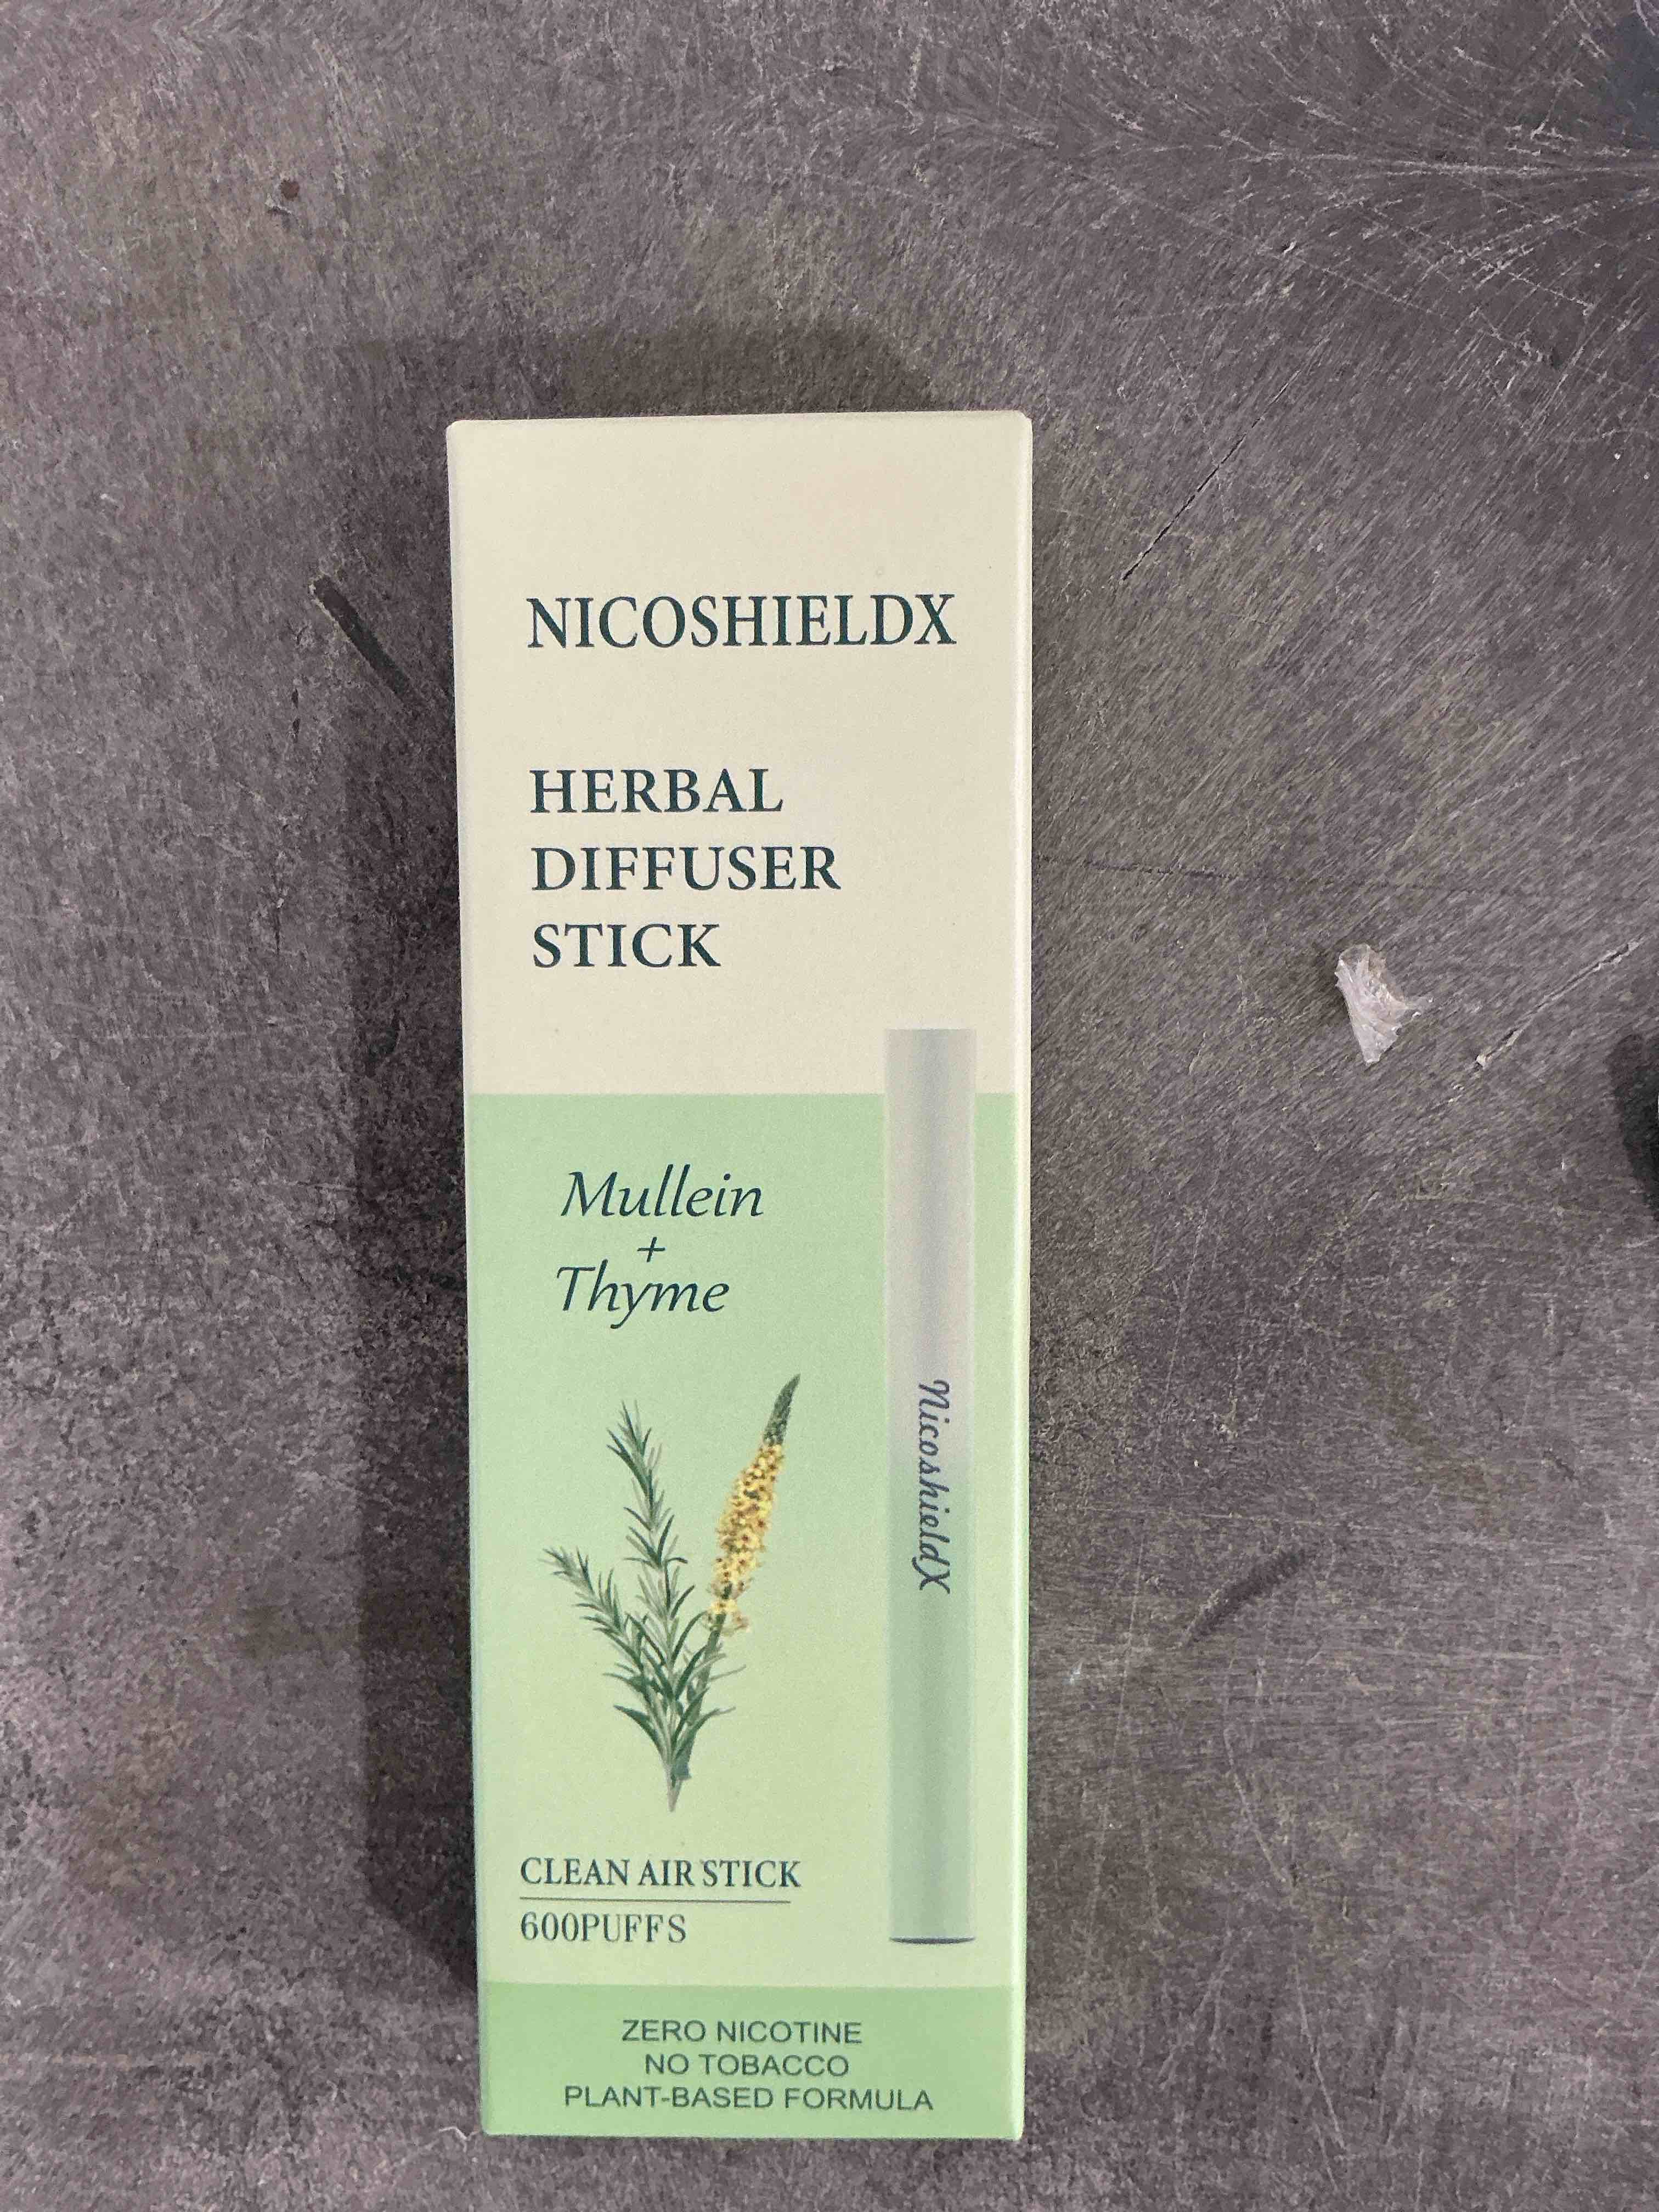 NICOSHIELDX
HERBAL
DIFFUSER
STICK
Mullein
+
Thyme
NicoshieldX
CLEAN AIR STICK
600PUFFS
ZERO NICOTINE
NO TOBACCO
PLANT-BASED FORMULA